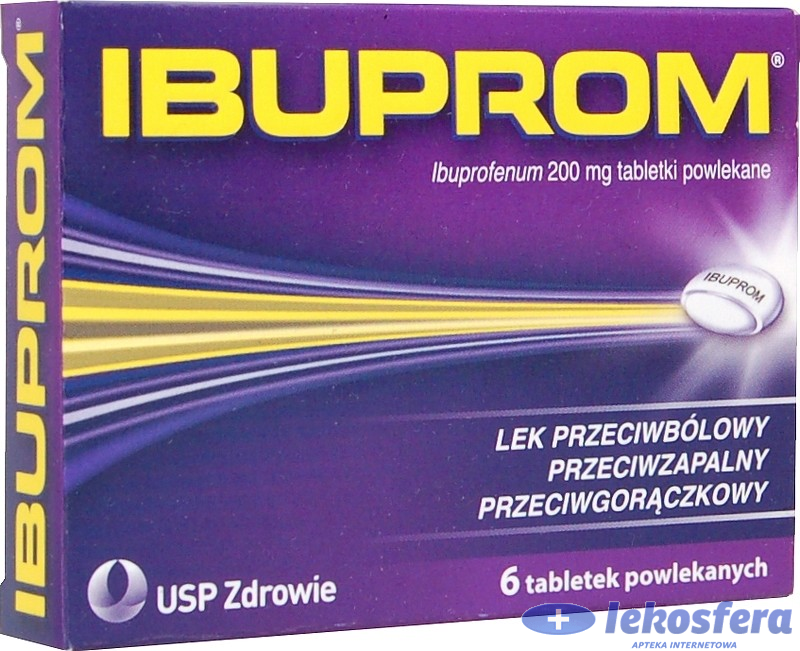 IBUPROM®
IBUPROM®
Ibuprofenum 200 mg tabletki powlekane
IBUPROM
LEK PRZECIWBÓLOWY
PRZECIWZAPALNY
PRZECIWGORĄCZKOWY
USP Zdrowie
6 tabletek powlekanych
lekosfera
APTEKA INTERNETOWA